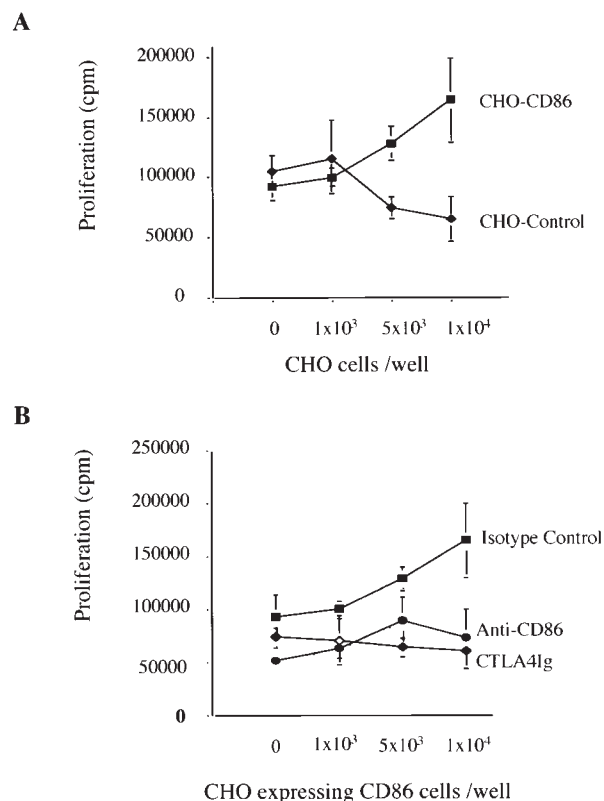 A
200000
150000
100000
50000
0
Proliferation (cpm)
CHO-CD86
CHO-Control
0 1x10³ 5x10³ 1x10⁴
CHO cells /well
B
250000
200000
150000
100000
50000
0
Proliferation (cpm)
Isotype Control
Anti-CD86
CTLA4Ig
0 1x10³ 5x10³ 1x10⁴
CHO expressing CD86 cells /well